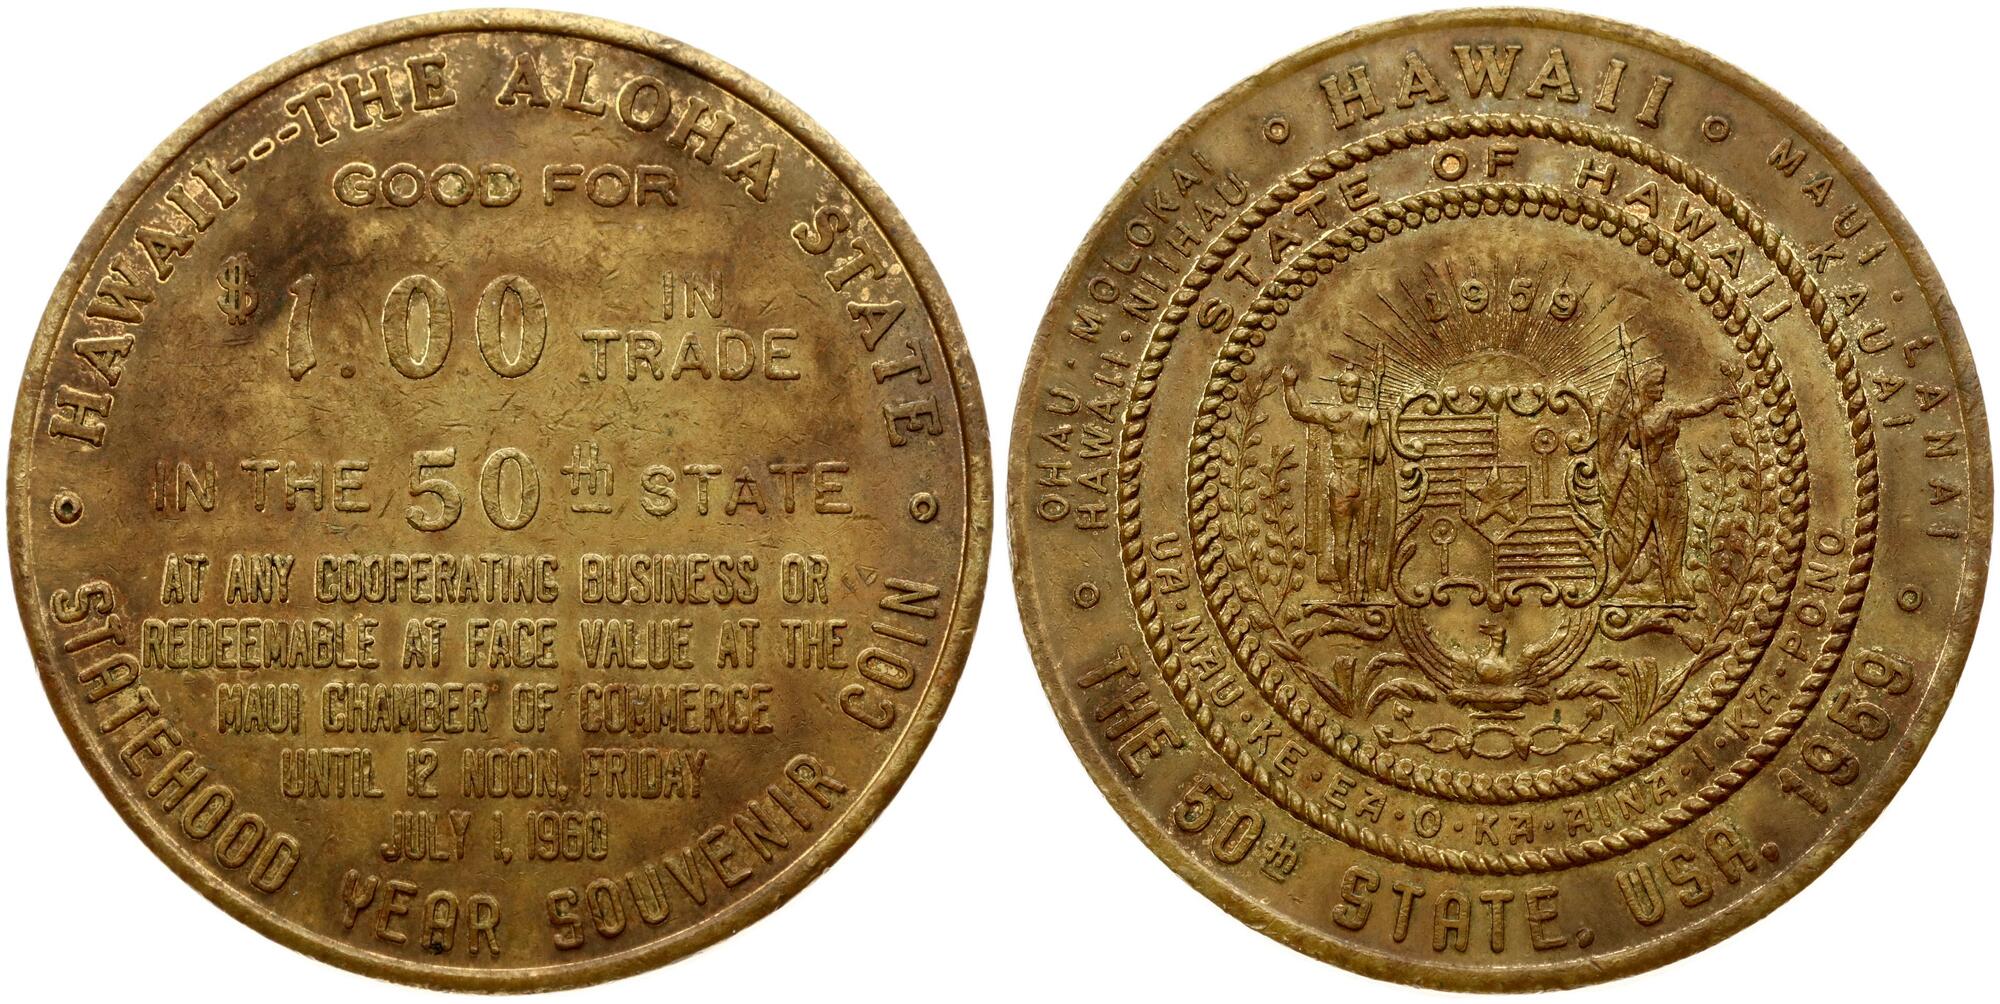 HAWAII---THE ALOHA STATE
GOOD FOR
$1.00 IN TRADE
IN THE 50th STATE
AT ANY COOPERATING BUSINESS OR
REDEEMABLE AT FACE VALUE AT THE
MAUI CHAMBER OF COMMERCE
UNTIL 12 NOON, FRIDAY
JULY 1, 1960
STATEHOOD YEAR SOUVENIR COIN
HAWAII
OHAU · MOLOKAI
HAWAII · NIIHAU
MAUI · LANAI
KAUAI
STATE OF HAWAII
1959
UA · MAU · KE · EA · O · KA · AINA · I · KA · PONO
THE 50th STATE, USA, 1959